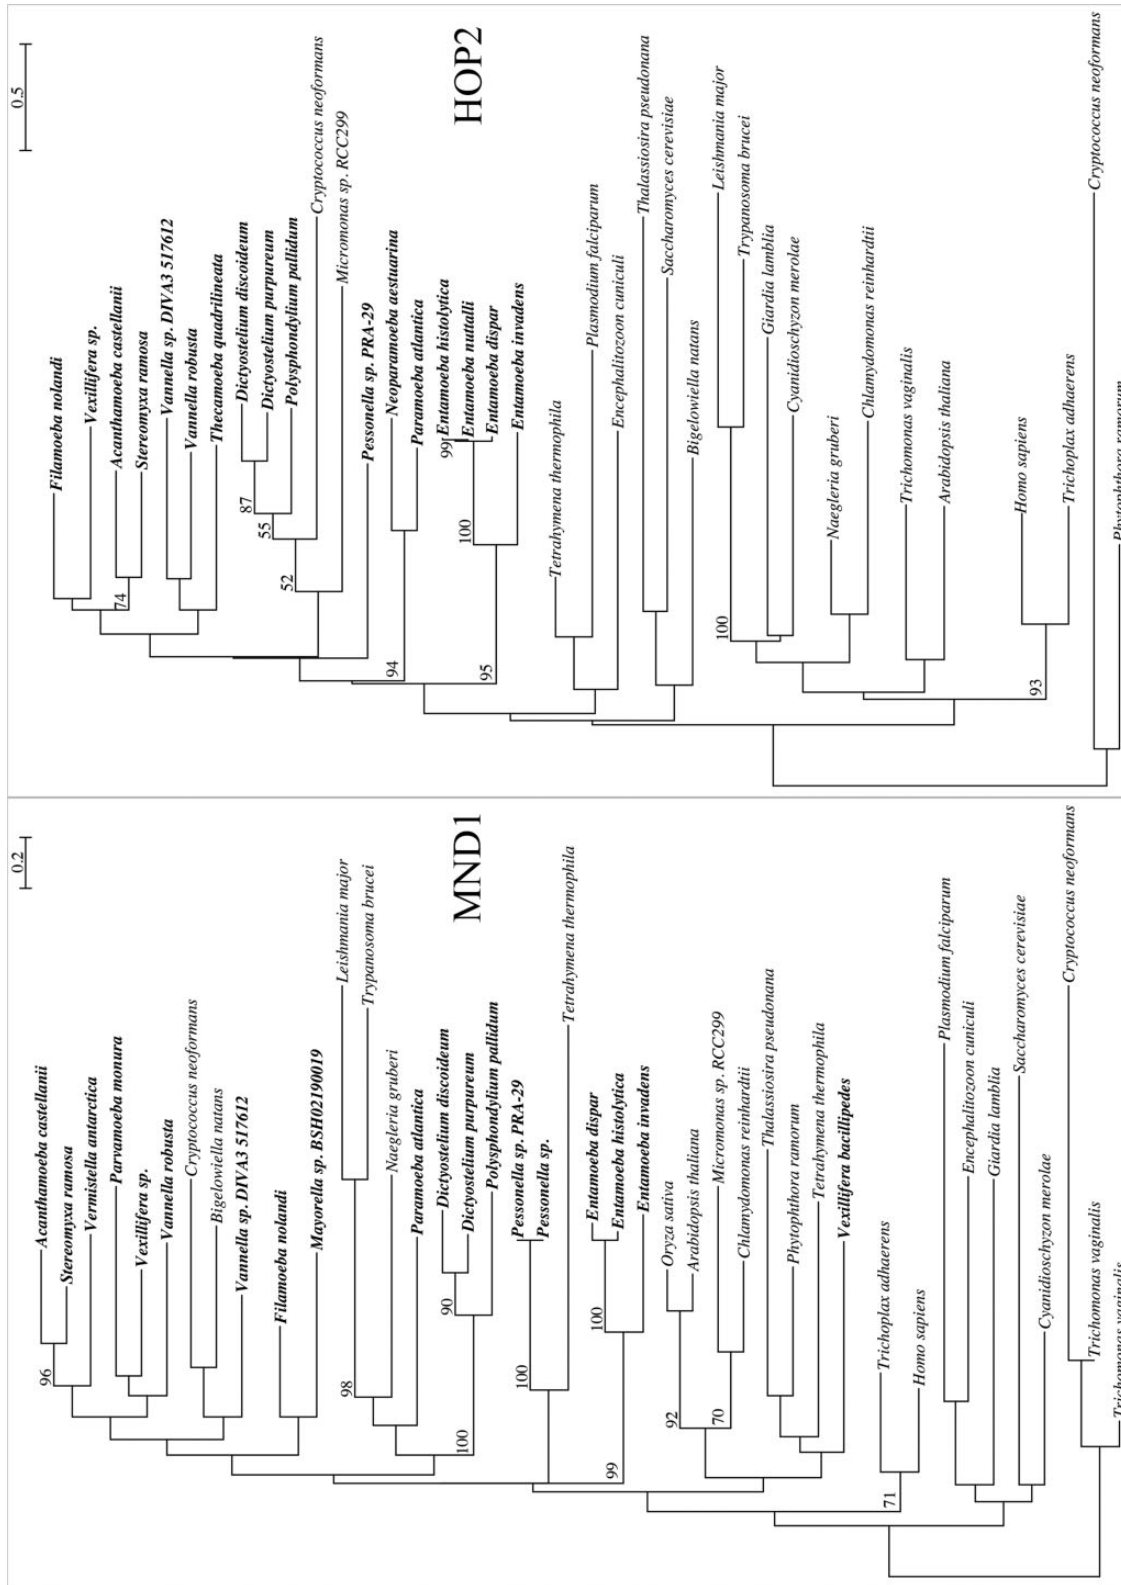 0.5
HOP2
Filamoeba nolandi
Vexillifera sp.
Acanthamoeba castellanii
74
Stereomyxa ramosa
Vannella sp. DIVA3 517612
Vannella robusta
Thecamoeba quadrilineata
Dictyostelium discoideum
87
Dictyostelium purpureum
55
Polysphondylium pallidum
52
Cryptococcus neoformans
Micromonas sp. RCC299
Pessonella sp. PRA-29
Neoparamoeba aestuarina
94
Paramoeba atlantica
Entamoeba histolytica
99
Entamoeba nuttalli
100
Entamoeba dispar
95
Entamoeba invadens
Tetrahymena thermophila
Plasmodium falciparum
Encephalitozoon cuniculi
Thalassiosira pseudonana
Saccharomyces cerevisiae
Bigelowiella natans
Leishmania major
100
Trypanosoma brucei
Giardia lamblia
Cyanidioschyzon merolae
Naegleria gruberi
Chlamydomonas reinhardtii
Trichomonas vaginalis
Arabidopsis thaliana
Homo sapiens
93
Trichoplax adhaerens
Cryptococcus neoformans
Phytophthora ramorum
0.2
MND1
Acanthamoeba castellanii
96
Stereomyxa ramosa
Vermistella antarctica
Parvamoeba monura
Vexillifera sp.
Vannella robusta
Cryptococcus neoformans
Bigelowiella natans
Vannella sp. DIVA3 517612
Filamoeba nolandi
Mayorella sp. BSH02190019
Leishmania major
98
Trypanosoma brucei
Naegleria gruberi
Paramoeba atlantica
Dictyostelium discoideum
90
Dictyostelium purpureum
100
Polysphondylium pallidum
Pessonella sp. PRA-29
100
Pessonella sp.
Tetrahymena thermophila
Entamoeba dispar
100
Entamoeba histolytica
99
Entamoeba invadens
Oryza sativa
92
Arabidopsis thaliana
Micromonas sp. RCC299
70
Chlamydomonas reinhardtii
Thalassiosira pseudonana
Phytophthora ramorum
Tetrahymena thermophila
Vexillifera bacillipedes
Trichoplax adhaerens
71
Homo sapiens
Plasmodium falciparum
Encephalitozoon cuniculi
Giardia lamblia
Saccharomyces cerevisiae
Cyanidioschyzon merolae
Cryptococcus neoformans
Trichomonas vaginalis
Trichomonas vaginalis